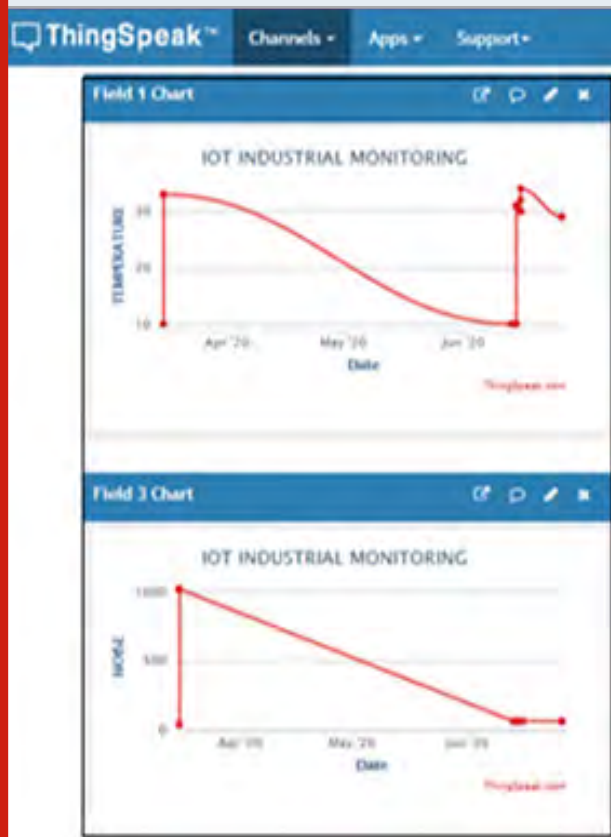 ThingSpeak™ Channels Apps Support
Field 1 Chart
IOT INDUSTRIAL MONITORING
TEMPERATURE
30
20
10
Apr '20 May '20 Jun '20
Date
ThingSpeak.com
Field 3 Chart
IOT INDUSTRIAL MONITORING
NOISE
1000
500
0
Apr '20 May '20 Jun '20
Date
ThingSpeak.com